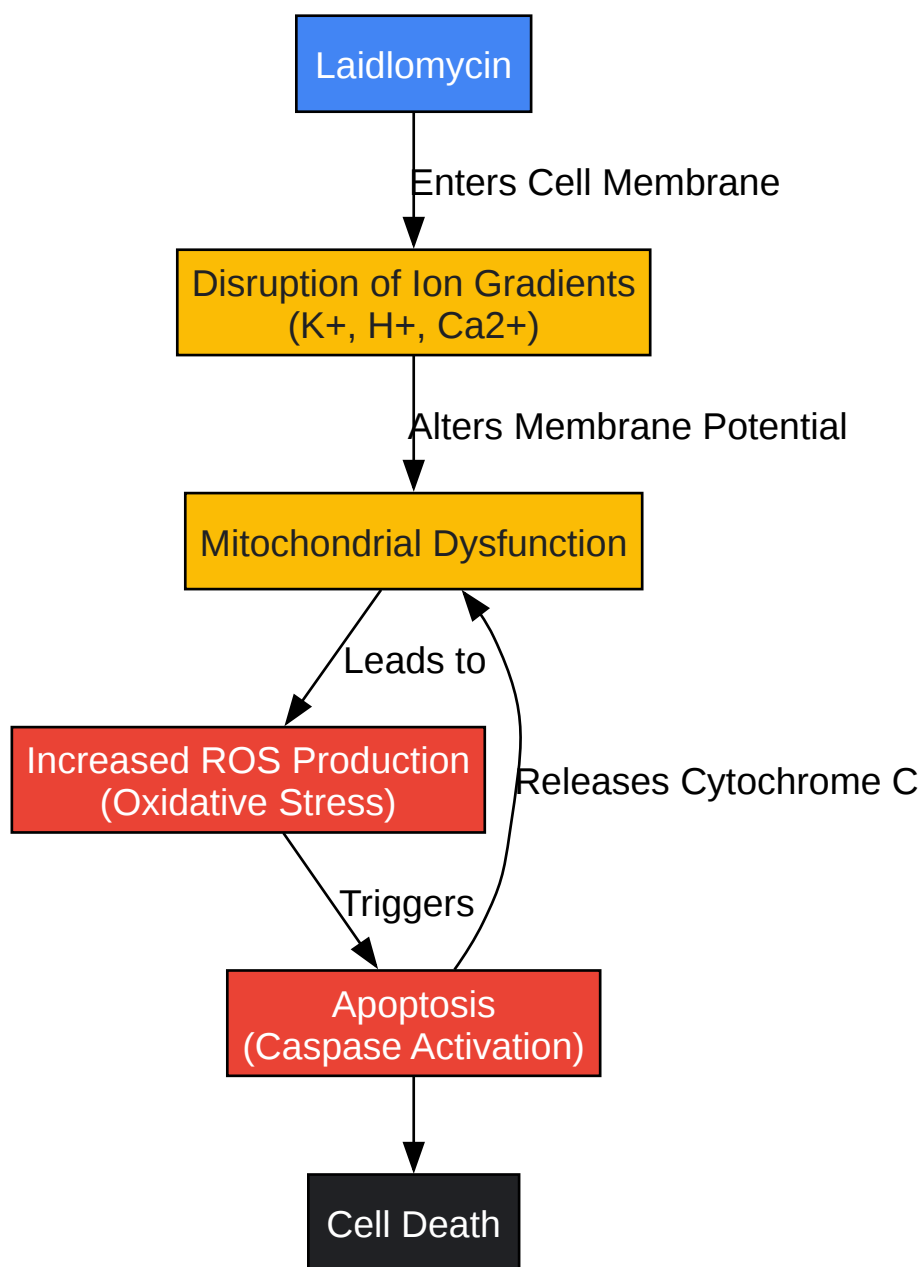 Laidlomycin
Enters Cell Membrane
Disruption of Ion Gradients
(K+, H+, Ca2+)
Alters Membrane Potential
Mitochondrial Dysfunction
Leads to
Increased ROS Production
(Oxidative Stress)
Releases Cytochrome C
Triggers
Apoptosis
(Caspase Activation)
Cell Death